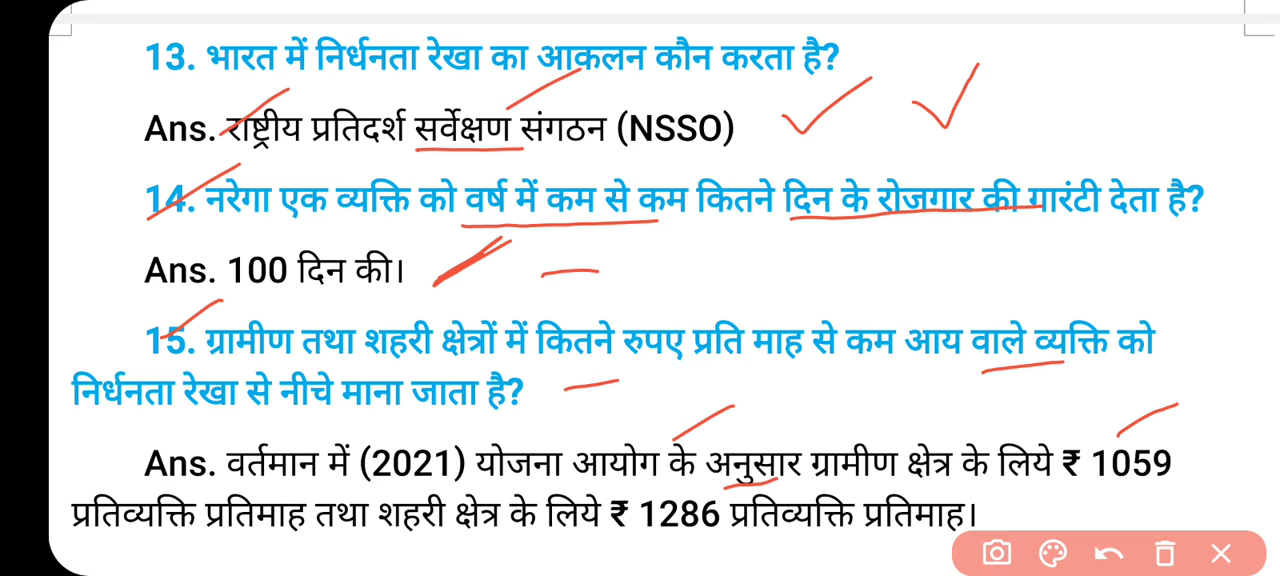 13. भारत में निर्धनता रेखा का आकलन कौन करता है?
Ans. राष्ट्रीय प्रतिदर्श सर्वेक्षण संगठन (NSSO)
14. नरेगा एक व्यक्ति को वर्ष में कम से कम कितने दिन के रोजगार की गारंटी देता है?
Ans. 100 दिन की।
15. ग्रामीण तथा शहरी क्षेत्रों में कितने रुपए प्रति माह से कम आय वाले व्यक्ति को
निर्धनता रेखा से नीचे माना जाता है?
Ans. वर्तमान में (2021) योजना आयोग के अनुसार ग्रामीण क्षेत्र के लिये ₹ 1059
प्रतिव्यक्ति प्रतिमाह तथा शहरी क्षेत्र के लिये ₹ 1286 प्रतिव्यक्ति प्रतिमाह।